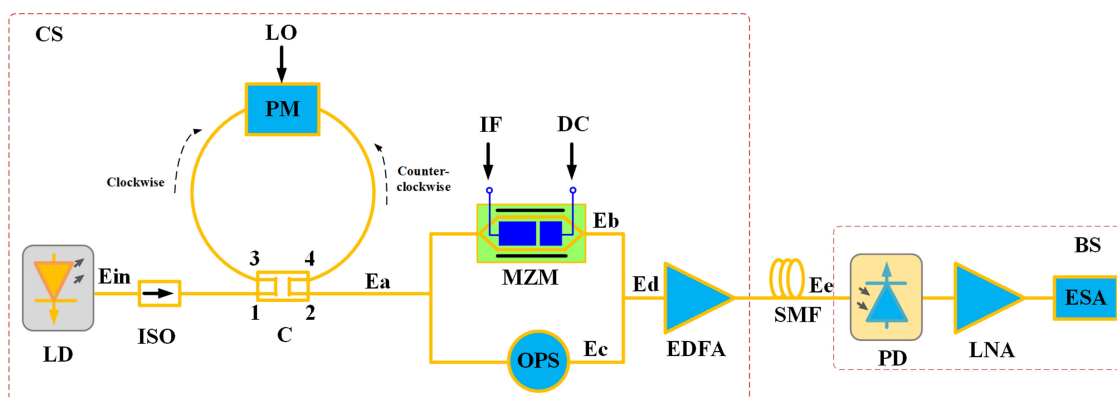 CS
LO
PM
Clockwise
Counter-
clockwise
IF
DC
Eb
MZM
3
4
1
2
Ein
ISO
C
LD
Ea
OPS
Ec
Ed
EDFA
SMF
Ee
BS
PD
LNA
ESA